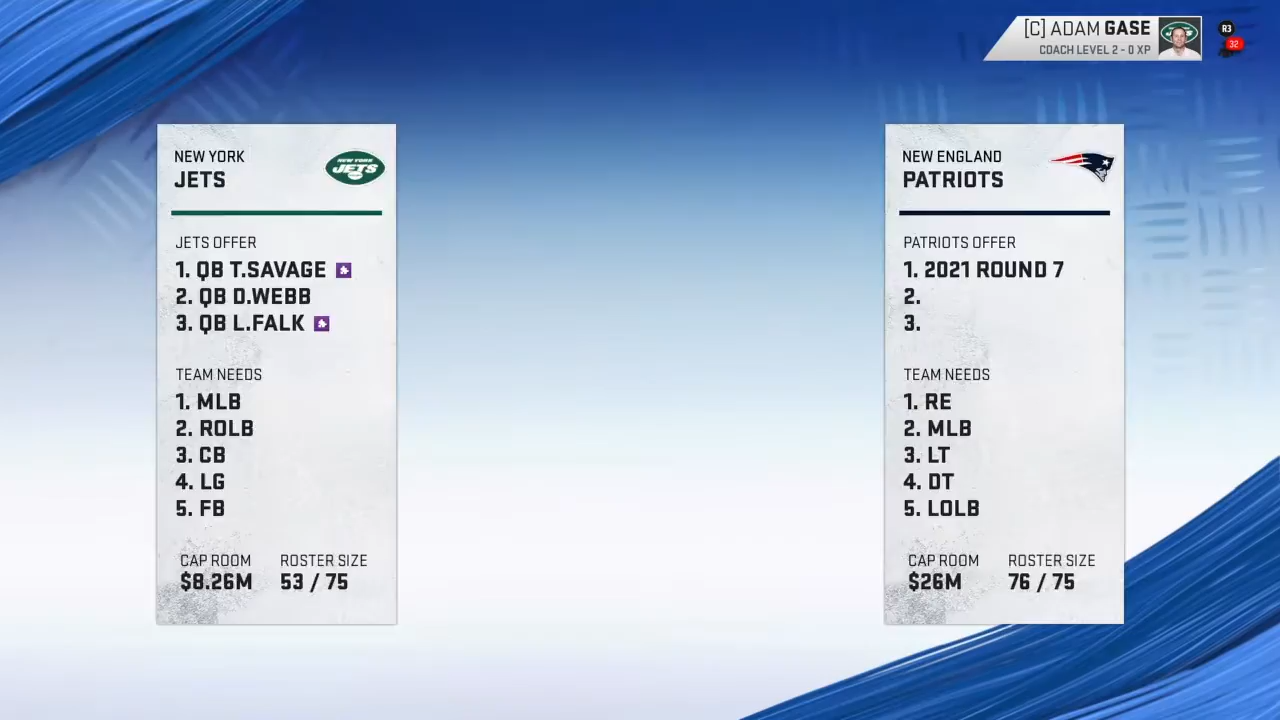 [C] ADAM GASE
COACH LEVEL 2 - 0 XP
R3
32
NEW YORK
JETS
NEW YORK
JETS
JETS OFFER
1. QB T.SAVAGE
2. QB D.WEBB
3. QB L.FALK
TEAM NEEDS
1. MLB
2. ROLB
3. CB
4. LG
5. FB
CAP ROOM ROSTER SIZE
$8.26M 53 / 75
NEW ENGLAND
PATRIOTS
PATRIOTS OFFER
1. 2021 ROUND 7
2.
3.
TEAM NEEDS
1. RE
2. MLB
3. LT
4. DT
5. LOLB
CAP ROOM ROSTER SIZE
$26M 76 / 75